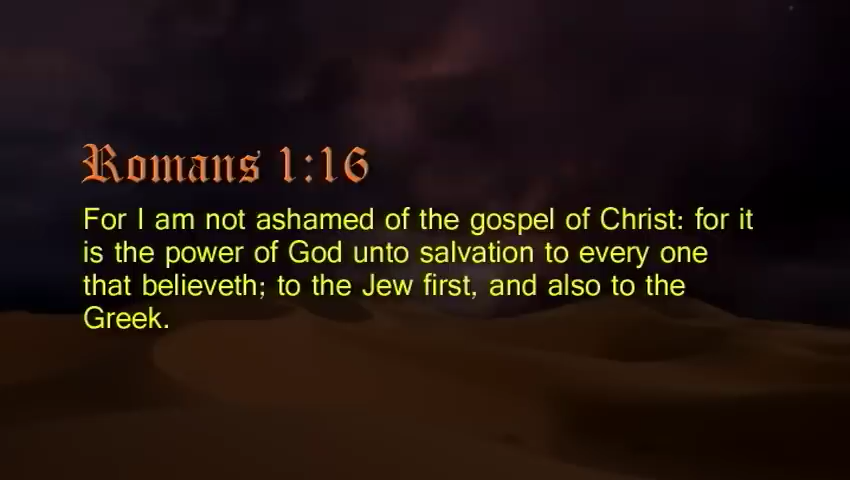 Romans 1:16
For I am not ashamed of the gospel of Christ: for it
is the power of God unto salvation to every one
that believeth; to the Jew first, and also to the
Greek.